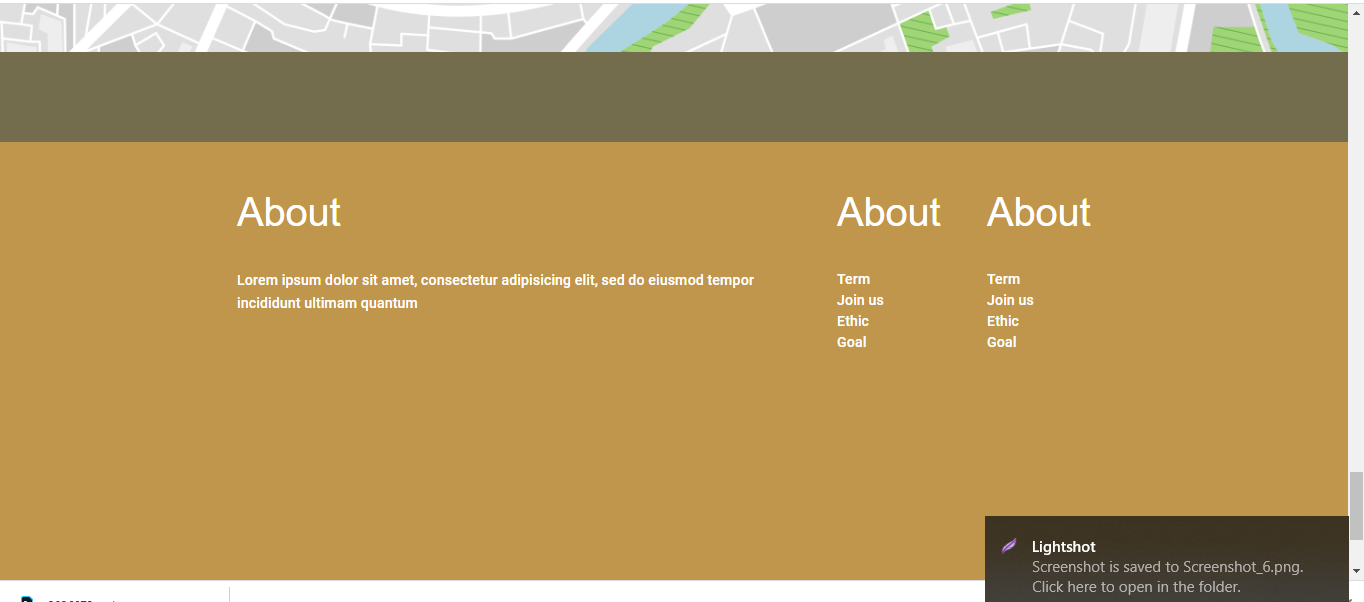 About
Lorem ipsum dolor sit amet, consectetur adipisicing elit, sed do eiusmod tempor
incididunt ultimam quantum
About
Term
Join us
Ethic
Goal
About
Term
Join us
Ethic
Goal
Lightshot
Screenshot is saved to Screenshot_6.png.
Click here to open in the folder.